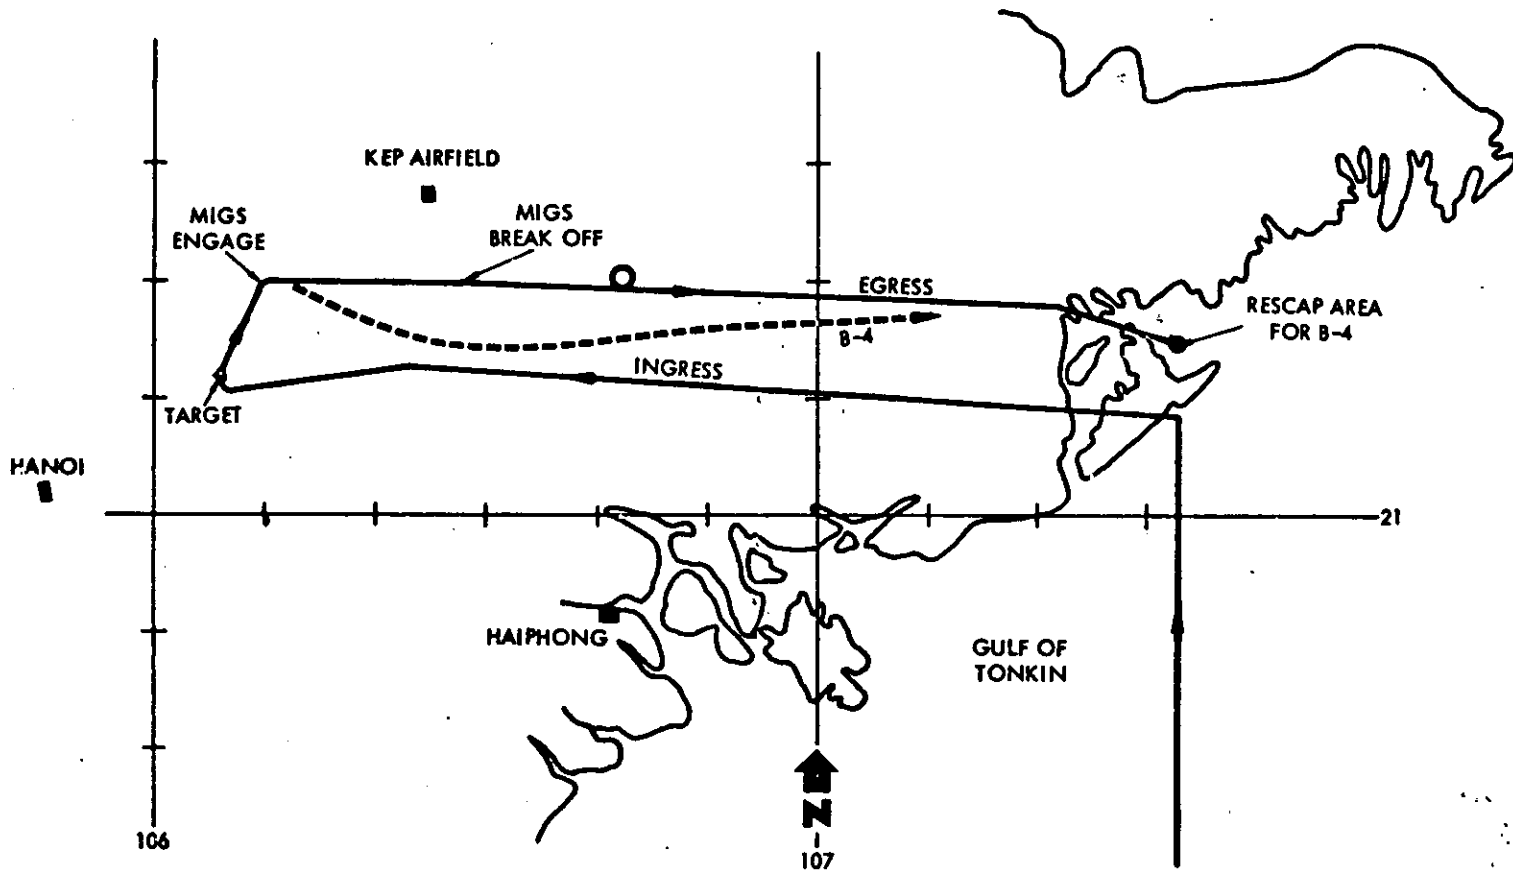 KEP AIRFIELD
MIGS
ENGAGE
MIGS
BREAK OFF
EGRESS
RESCAP AREA
FOR B-4
B-4
INGRESS
TARGET
HANOI
21
HAIPHONG
GULF OF
TONKIN
N
106
107